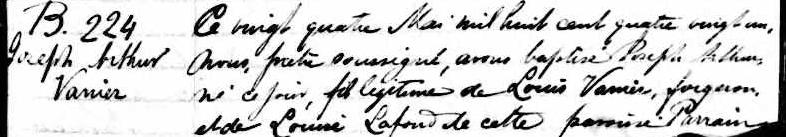 B. 224
Joseph Arthur
Vanier
Ce vingt quatre Mai mil huit cent quatre vingt un,
nous, prêtre soussigné, avons baptisé Joseph Arthur,
né ce jour, fils légitime de Louis Vanier, forgeron,
et de Louise Lafond de cette paroisse Parrain